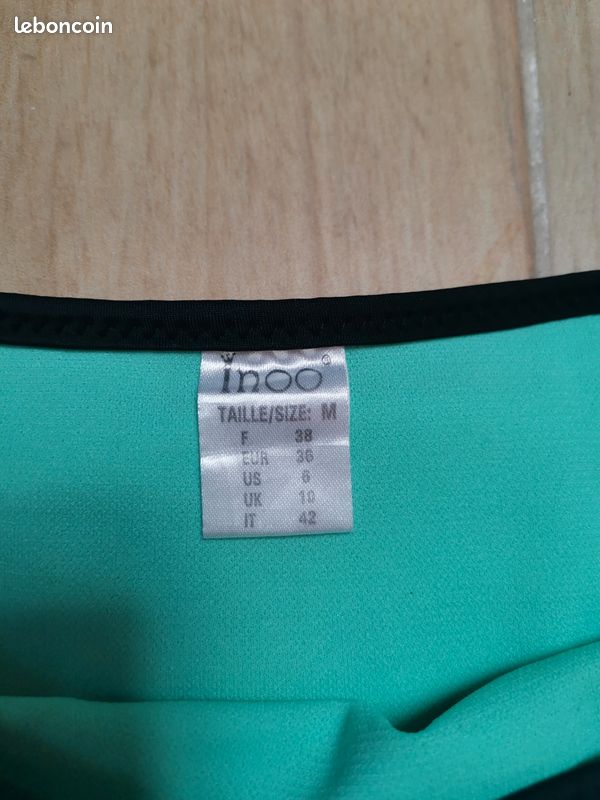 leboncoin
inoo®
TAILLE/SIZE: M
F 38
EUR 36
US 6
UK 10
IT 42